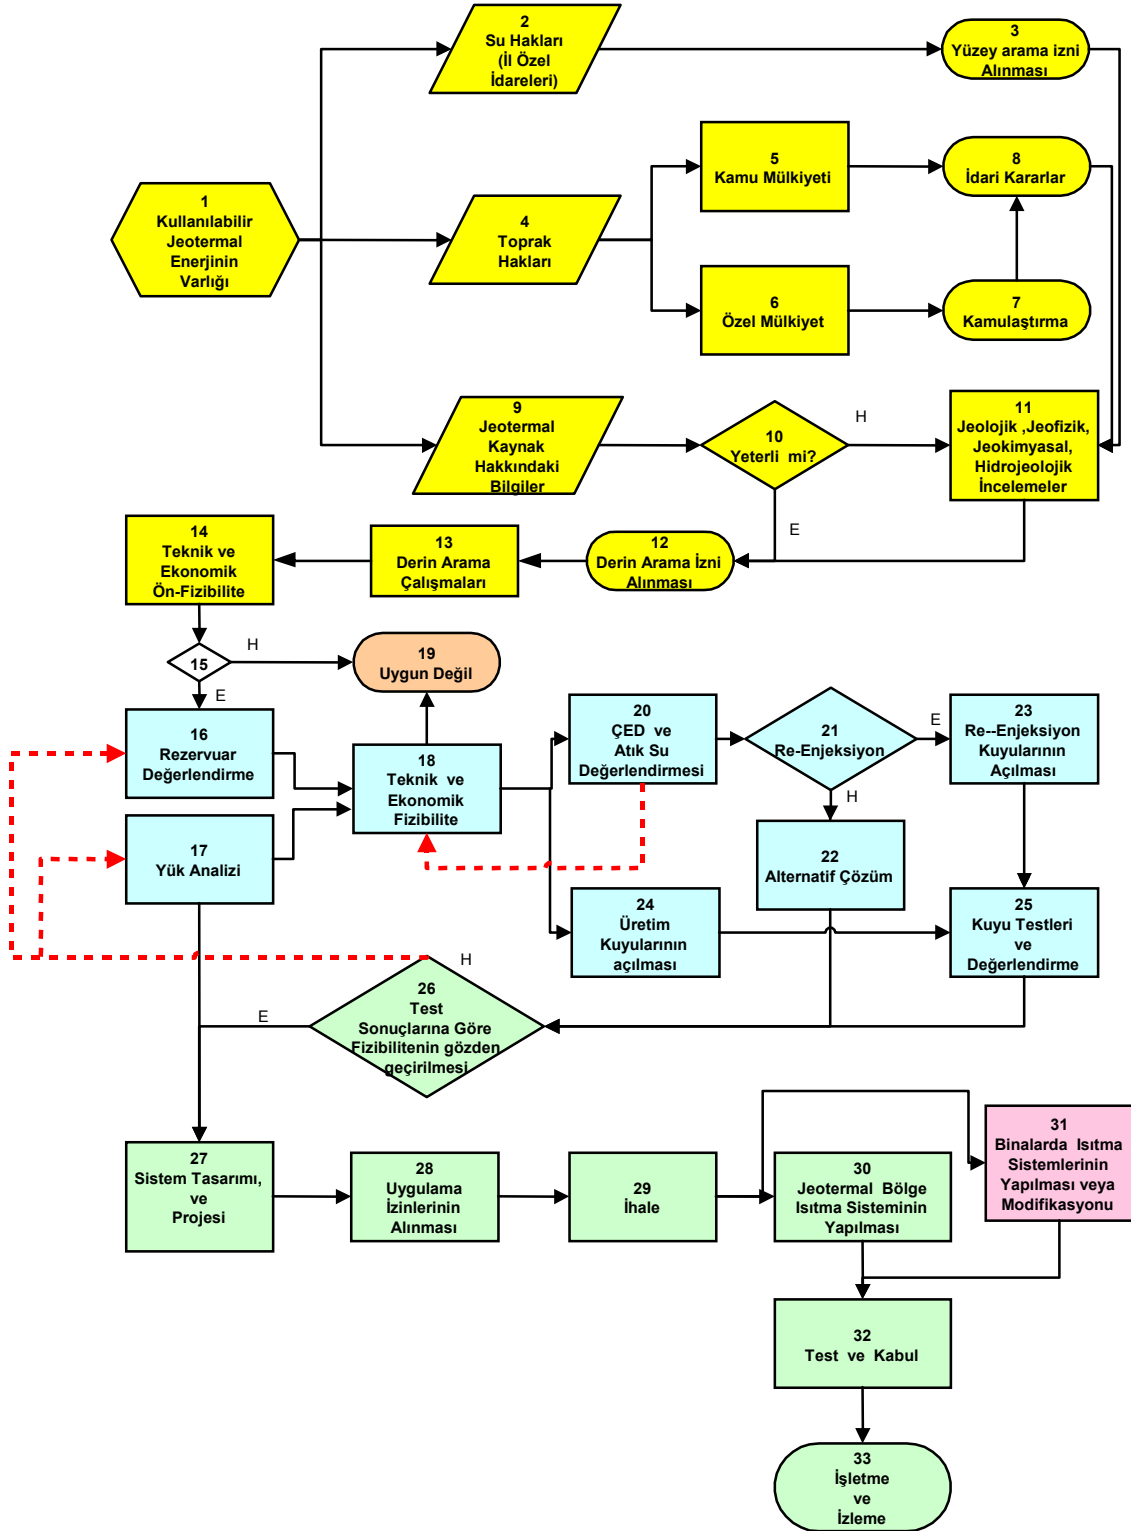 1
Kullanılabilir
Jeotermal
Enerjinin
Varlığı
2
Su Hakları
(İl Özel
İdareleri)
3
Yüzey arama izni
Alınması
4
Toprak
Hakları
5
Kamu Mülkiyeti
6
Özel Mülkiyet
7
Kamulaştırma
8
İdari Kararlar
9
Jeotermal
Kaynak
Hakkındaki
Bilgiler
10
Yeterli mi?
H
E
11
Jeolojik ,Jeofizik,
Jeokimyasal,
Hidrojeolojik
İncelemeler
12
Derin Arama İzni
Alınması
13
Derin Arama
Çalışmaları
14
Teknik ve
Ekonomik
Ön-Fizibilite
15
H
E
16
Rezervuar
Değerlendirme
17
Yük Analizi
18
Teknik ve
Ekonomik
Fizibilite
19
Uygun Değil
20
ÇED ve
Atık Su
Değerlendirmesi
21
Re-Enjeksiyon
E
H
22
Alternatif Çözüm
23
Re--Enjeksiyon
Kuyularının
Açılması
24
Üretim
Kuyularının
açılması
25
Kuyu Testleri
ve
Değerlendirme
26
Test
Sonuçlarına Göre
Fizibilitenin gözden
geçirilmesi
H
E
27
Sistem Tasarımı,
ve
Projesi
28
Uygulama
İzinlerinin
Alınması
29
İhale
30
Jeotermal Bölge
Isıtma Sisteminin
Yapılması
31
Binalarda Isıtma
Sistemlerinin
Yapılması veya
Modifikasyonu
32
Test ve Kabul
33
İşletme
ve
İzleme